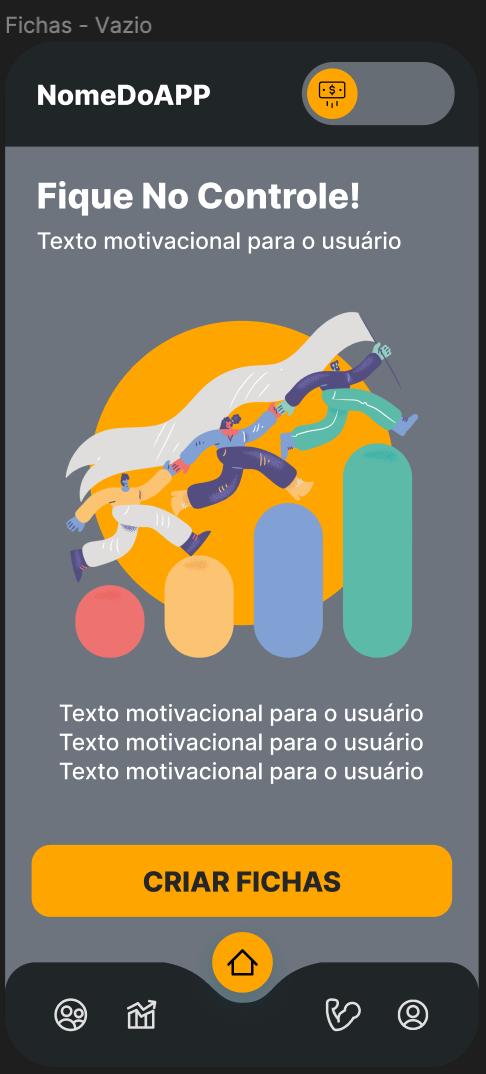 Fichas - Vazio
NomeDoAPP
$
Fique No Controle!
Texto motivacional para o usuário
Texto motivacional para o usuário
Texto motivacional para o usuário
Texto motivacional para o usuário
CRIAR FICHAS